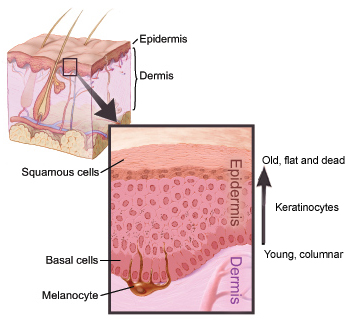 Epidermis
Dermis
Squamous cells
Epidermis
Old, flat and dead
Keratinocytes
Basal cells
Dermis
Young, columnar
Melanocyte